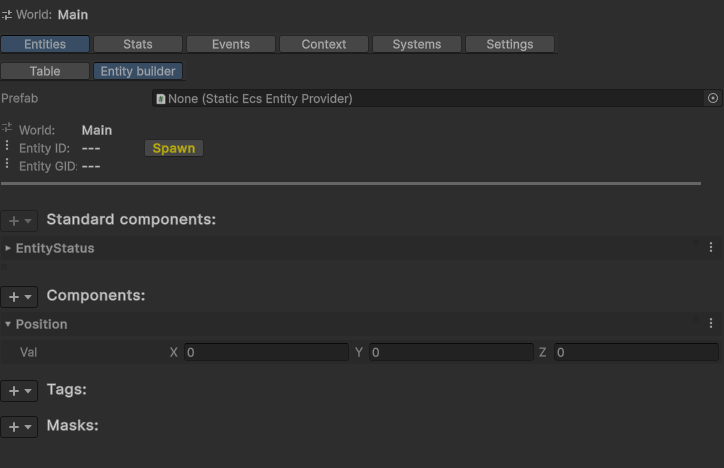 World: Main
Entities Stats Events Context Systems Settings
Table Entity builder
Prefab None (Static Ecs Entity Provider)
World: Main
Entity ID: --- Spawn
Entity GID: ---
Standard components:
EntityStatus
Components:
Position
Val X 0 Y 0 Z 0
Tags:
Masks: